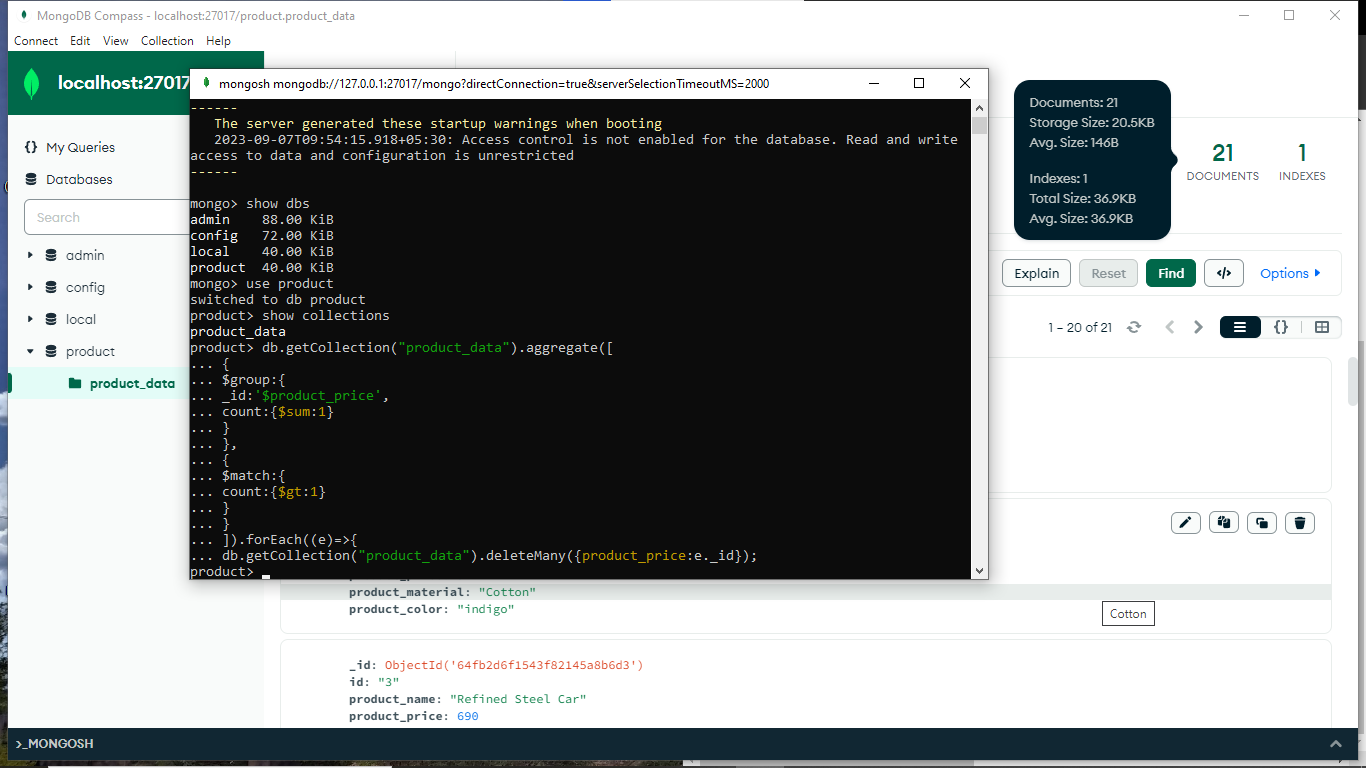 MongoDB Compass - localhost:27017/product.product_data
Connect Edit View Collection Help
localhost:27017
{} My Queries
Databases
Search
admin
config
local
product
product_data
mongosh mongodb://127.0.0.1:27017/mongo?directConnection=true&serverSelectionTimeoutMS=2000
------
The server generated these startup warnings when booting
2023-09-07T09:54:15.918+05:30: Access control is not enabled for the database. Read and write
access to data and configuration is unrestricted
------
mongo> show dbs
admin 88.00 KiB
config 72.00 KiB
local 40.00 KiB
product 40.00 KiB
mongo> use product
switched to db product
product> show collections
product_data
product> db.getCollection("product_data").aggregate([
... {
... $group:{
... _id:'$product_price',
... count:{$sum:1}
... }
... },
... {
... $match:{
... count:{$gt:1}
... }
... }
... ]).forEach((e)=>{
... db.getCollection("product_data").deleteMany({product_price:e._id});
product>
Documents: 21
Storage Size: 20.5KB
Avg. Size: 146B
Indexes: 1
Total Size: 36.9KB
Avg. Size: 36.9KB
21
DOCUMENTS
1
INDEXES
Explain
Reset
Find
</>
Options
1 – 20 of 21
{}
product_material: "Cotton"
product_color: "indigo"
Cotton
_id: ObjectId('64fb2d6f1543f82145a8b6d3')
id: "3"
product_name: "Refined Steel Car"
product_price: 690
>_MONGOSH